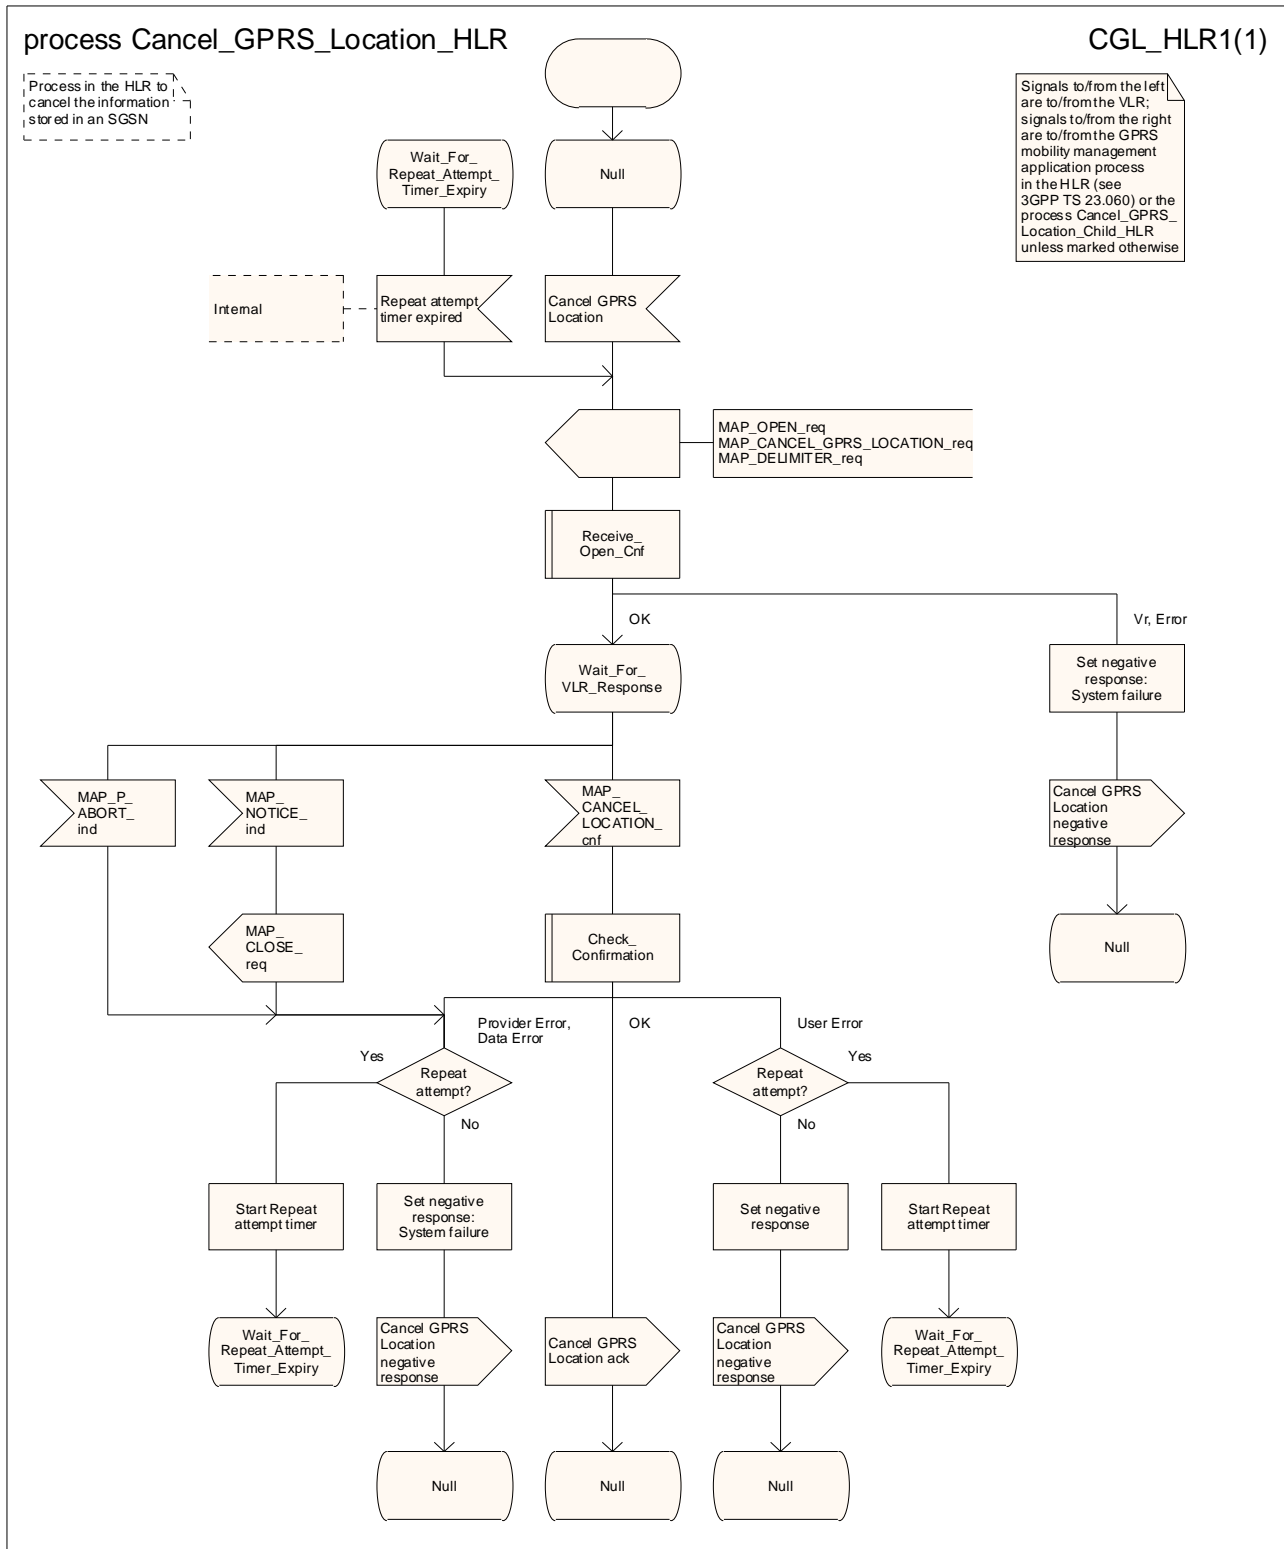 process Cancel_GPRS_Location_HLR
CGL_HLR1(1)
Process in the HLR to
cancel the information
stored in an SGSN
Signals to/from the left
are to/from the VLR;
signals to/from the right
are to/from the GPRS
mobility management
application process
in the HLR (see
3GPP TS 23.060) or the
process Cancel_GPRS_
Location_Child_HLR
unless marked otherwise
Wait_For_
Repeat_Attempt_
Timer_Expiry
Null
Internal
Repeat attempt
timer expired
Cancel GPRS
Location
MAP_OPEN_req
MAP_CANCEL_GPRS_LOCATION_req
MAP_DELIMITER_req
Receive_
Open_Cnf
OK
Vr, Error
Wait_For_
VLR_Response
Set negative
response:
System failure
MAP_P_
ABORT_
ind
MAP_
NOTICE_
ind
MAP_
CANCEL_
LOCATION_
cnf
Cancel GPRS
Location
negative
response
MAP_
CLOSE_
req
Check_
Confirmation
Null
Provider Error,
Data Error
OK
User Error
Yes
Repeat
attempt?
No
Repeat
attempt?
Yes
No
Start Repeat
attempt timer
Set negative
response:
System failure
Set negative
response
Start Repeat
attempt timer
Wait_For_
Repeat_Attempt_
Timer_Expiry
Cancel GPRS
Location
negative
response
Cancel GPRS
Location ack
Cancel GPRS
Location
negative
response
Wait_For_
Repeat_Attempt_
Timer_Expiry
Null
Null
Null